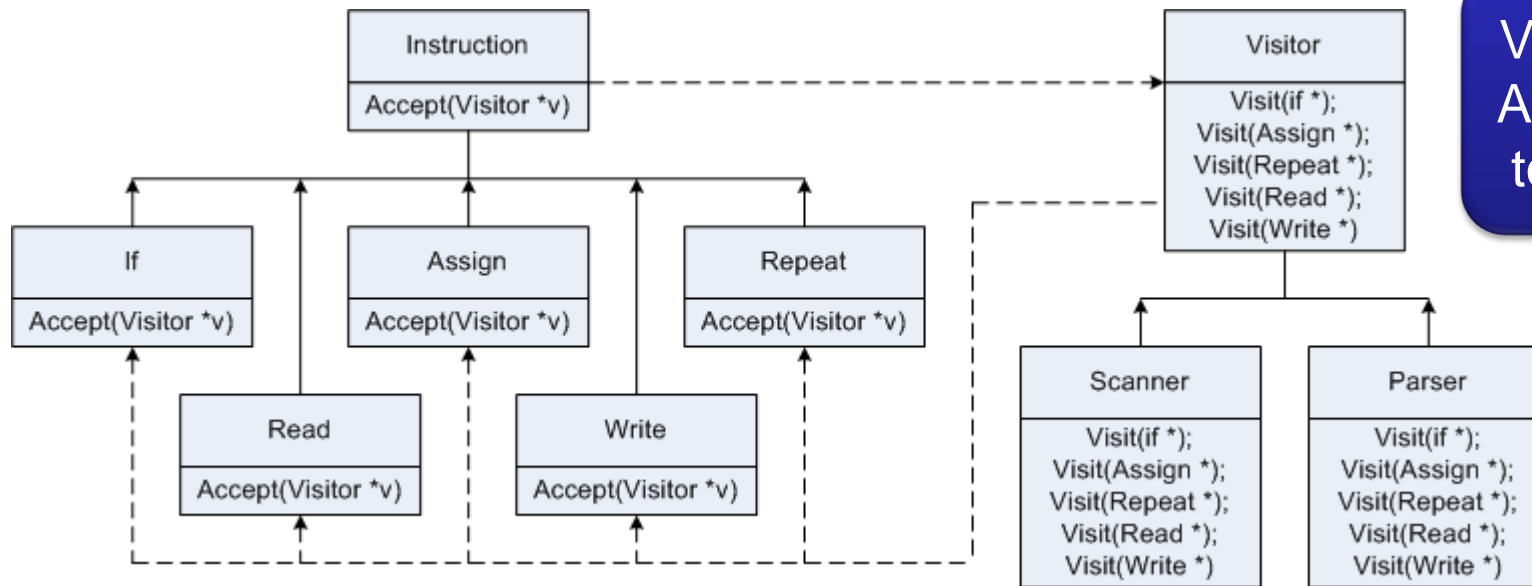 Instruction
Accept(Visitor *v)
Visitor
Visit(if *);
Visit(Assign *);
Visit(Repeat *);
Visit(Read *);
Visit(Write *)
If
Accept(Visitor *v)
Assign
Accept(Visitor *v)
Repeat
Accept(Visitor *v)
Read
Accept(Visitor *v)
Write
Accept(Visitor *v)
Scanner
Visit(if *);
Visit(Assign *);
Visit(Repeat *);
Visit(Read *);
Visit(Write *)
Parser
Visit(if *);
Visit(Assign *);
Visit(Repeat *);
Visit(Read *);
Visit(Write *)